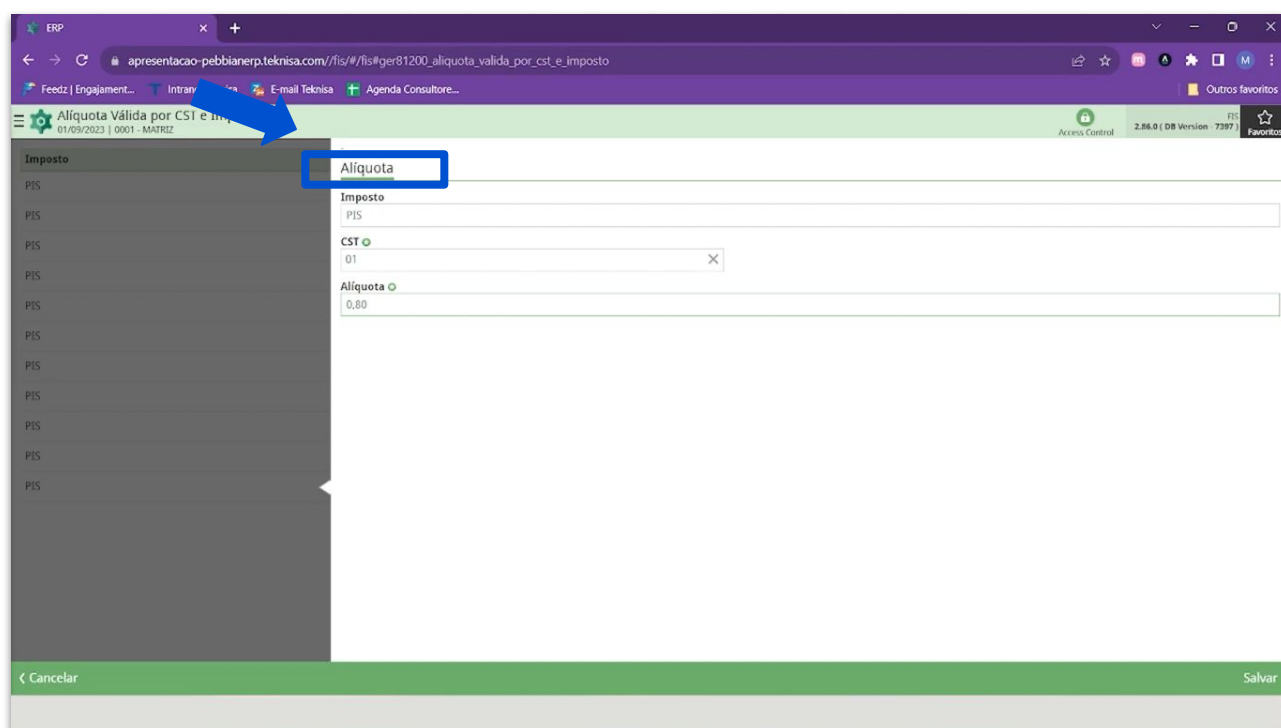 ERP
apresentacao-pebbianerp.teknisa.com//fis/#/fis#ger81200_aliquota_valida_por_cst_e_imposto
Feedz | Engajament... E-mail Teknisa Agenda Consultore... Outros favoritos
Alíquota Válida por CST e
01/09/2023 | 0001 - MATRIZ
Access Control
FIS
2.86.0 ( DB Version - 7397 )
Favoritos
Imposto
PIS
PIS
PIS
PIS
PIS
PIS
PIS
PIS
PIS
PIS
PIS
Alíquota
Imposto
PIS
CST
01
Alíquota
0,80
Cancelar
Salvar